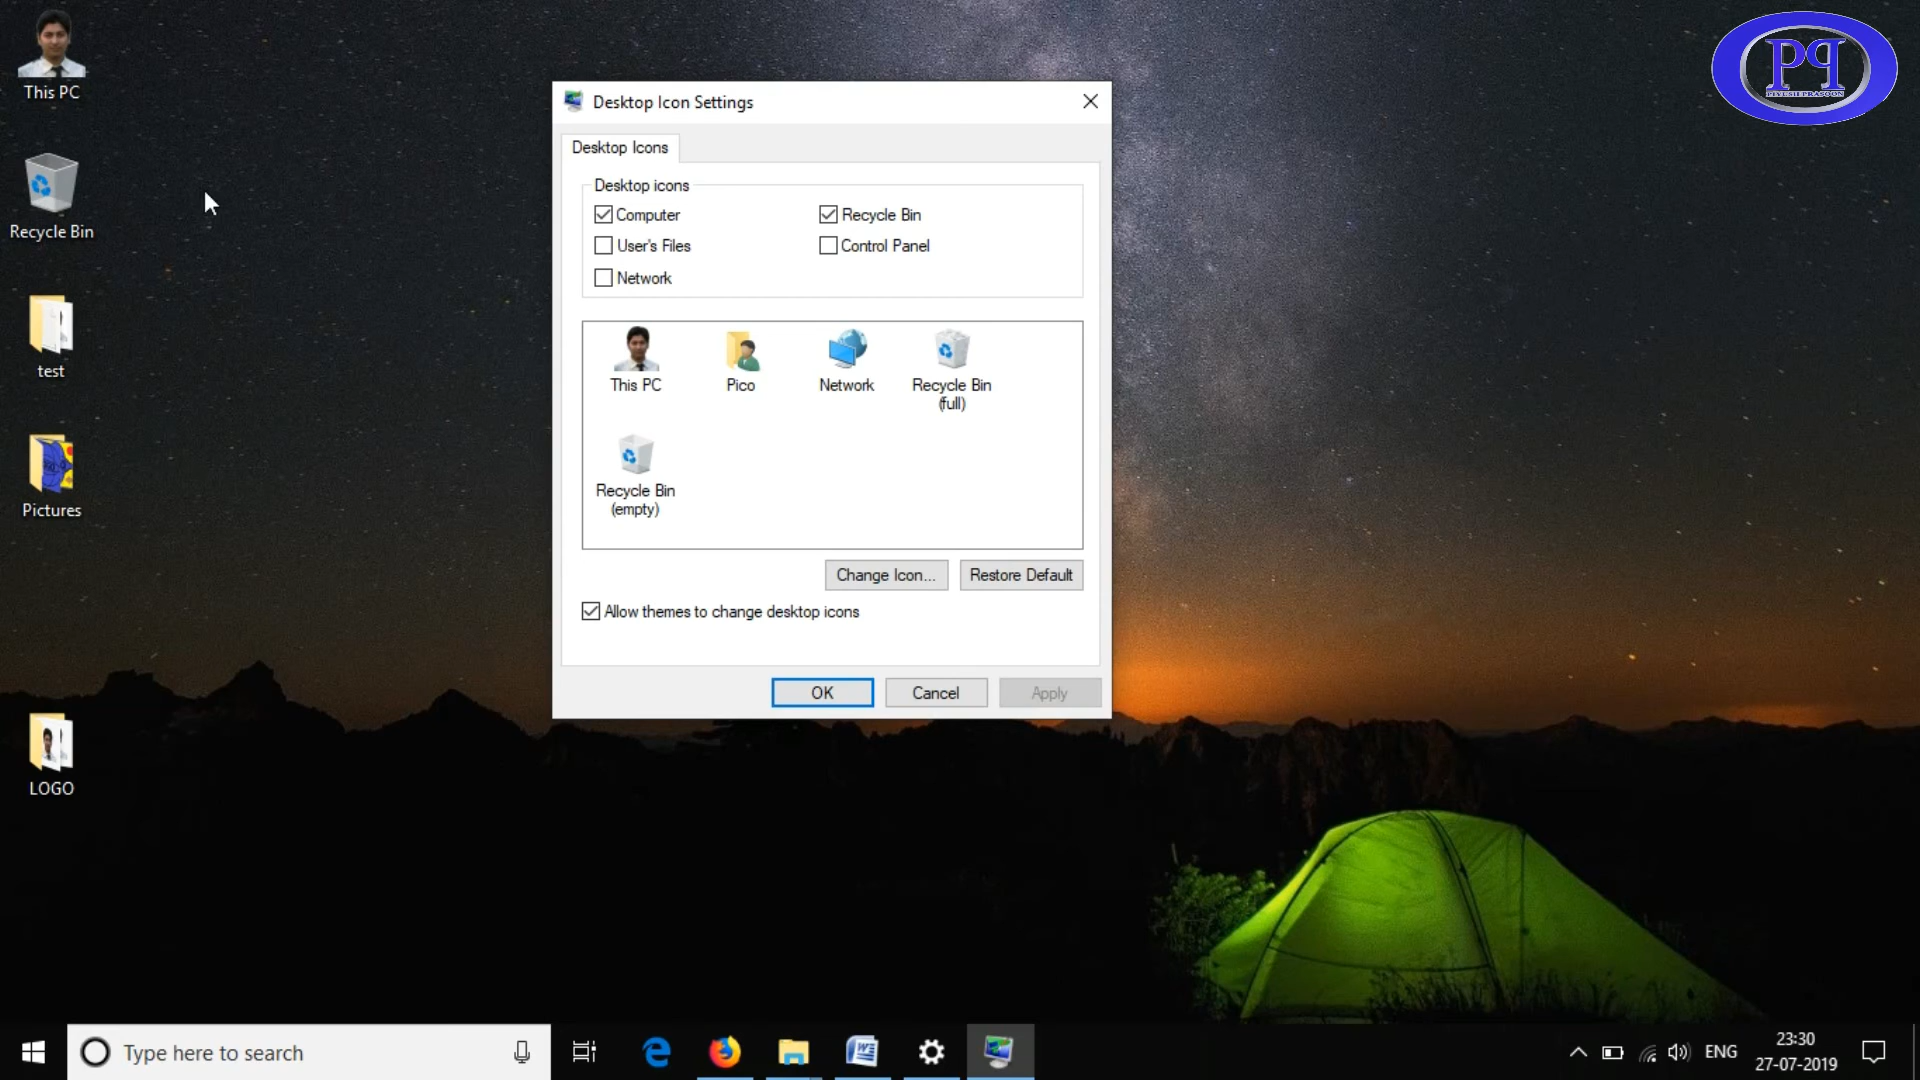 This PC
Recycle Bin
test
Pictures
LOGO
Desktop Icon Settings
Desktop Icons
Desktop icons
Computer
Recycle Bin
User's Files
Control Panel
Network
This PC
Pico
Network
Recycle Bin
(full)
Recycle Bin
(empty)
Change Icon...
Restore Default
Allow themes to change desktop icons
OK
Cancel
Apply
PIYUSH PRASOON
Type here to search
ENG
23:30
27-07-2019